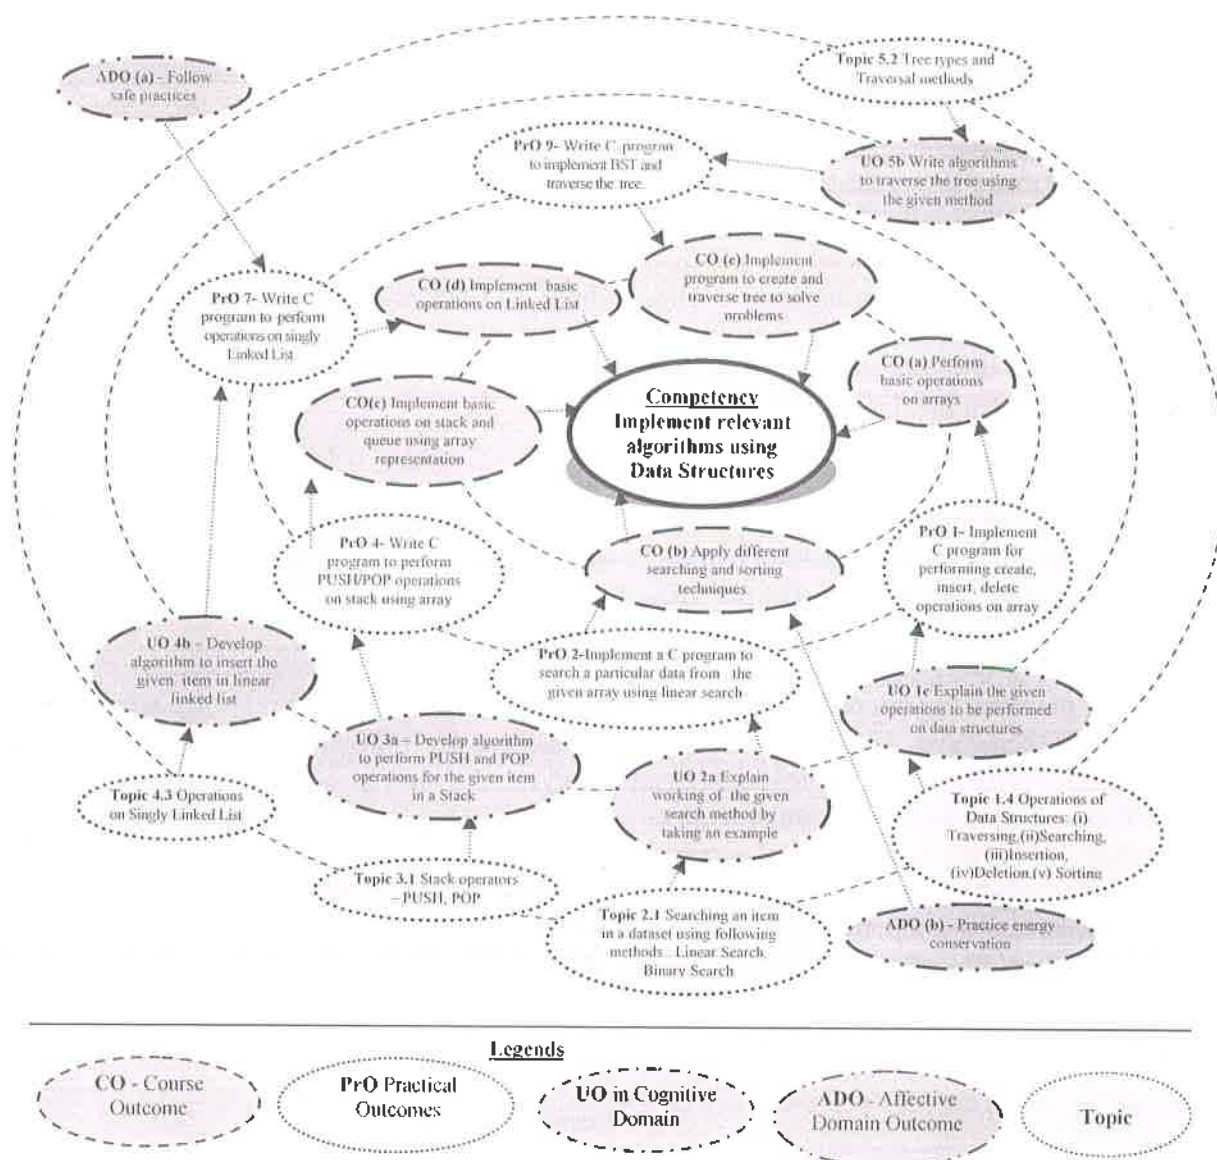 ADO (a) - Follow
safe practices
Topic 5.2 Tree types and
Traversal methods
PrO 9- Write C program
to implement BST and
traverse the tree.
UO 5b Write algorithms
to traverse the tree using
the given method
CO (e) Implement
program to create and
traverse tree to solve
problems
CO (d) Implement basic
operations on Linked List
PrO 7- Write C
program to perform
operations on singly
Linked List
CO (a) Perform
basic operations
on arrays
Competency
Implement relevant
algorithms using
Data Structures
CO(c) Implement basic
operations on stack and
queue using array
representation
PrO 4- Write C
program to perform
PUSH/POP operations
on stack using array
CO (b) Apply different
searching and sorting
techniques
PrO 1- Implement
C program for
performing create,
insert, delete
operations on array
UO 4b - Develop
algorithm to insert the
given item in linear
linked list
PrO 2-Implement a C program to
search a particular data from the
given array using linear search
UO 1c Explain the given
operations to be performed
on data structures
UO 3a – Develop algorithm
to perform PUSH and POP
operations for the given item
in a Stack
UO 2a Explain
working of the given
search method by
taking an example
Topic 4.3 Operations
on Singly Linked List
Topic 1.4 Operations of
Data Structures: (i)
Traversing,(ii)Searching,
(iii)Insertion,
(iv)Deletion,(v) Sorting
Topic 3.1 Stack operators
– PUSH, POP
Topic 2.1 Searching an item
in a dataset using following
methods : Linear Search,
Binary Search
ADO (b) - Practice energy
conservation
Legends
CO - Course
Outcome
PrO Practical
Outcomes
UO in Cognitive
Domain
ADO - Affective
Domain Outcome
Topic